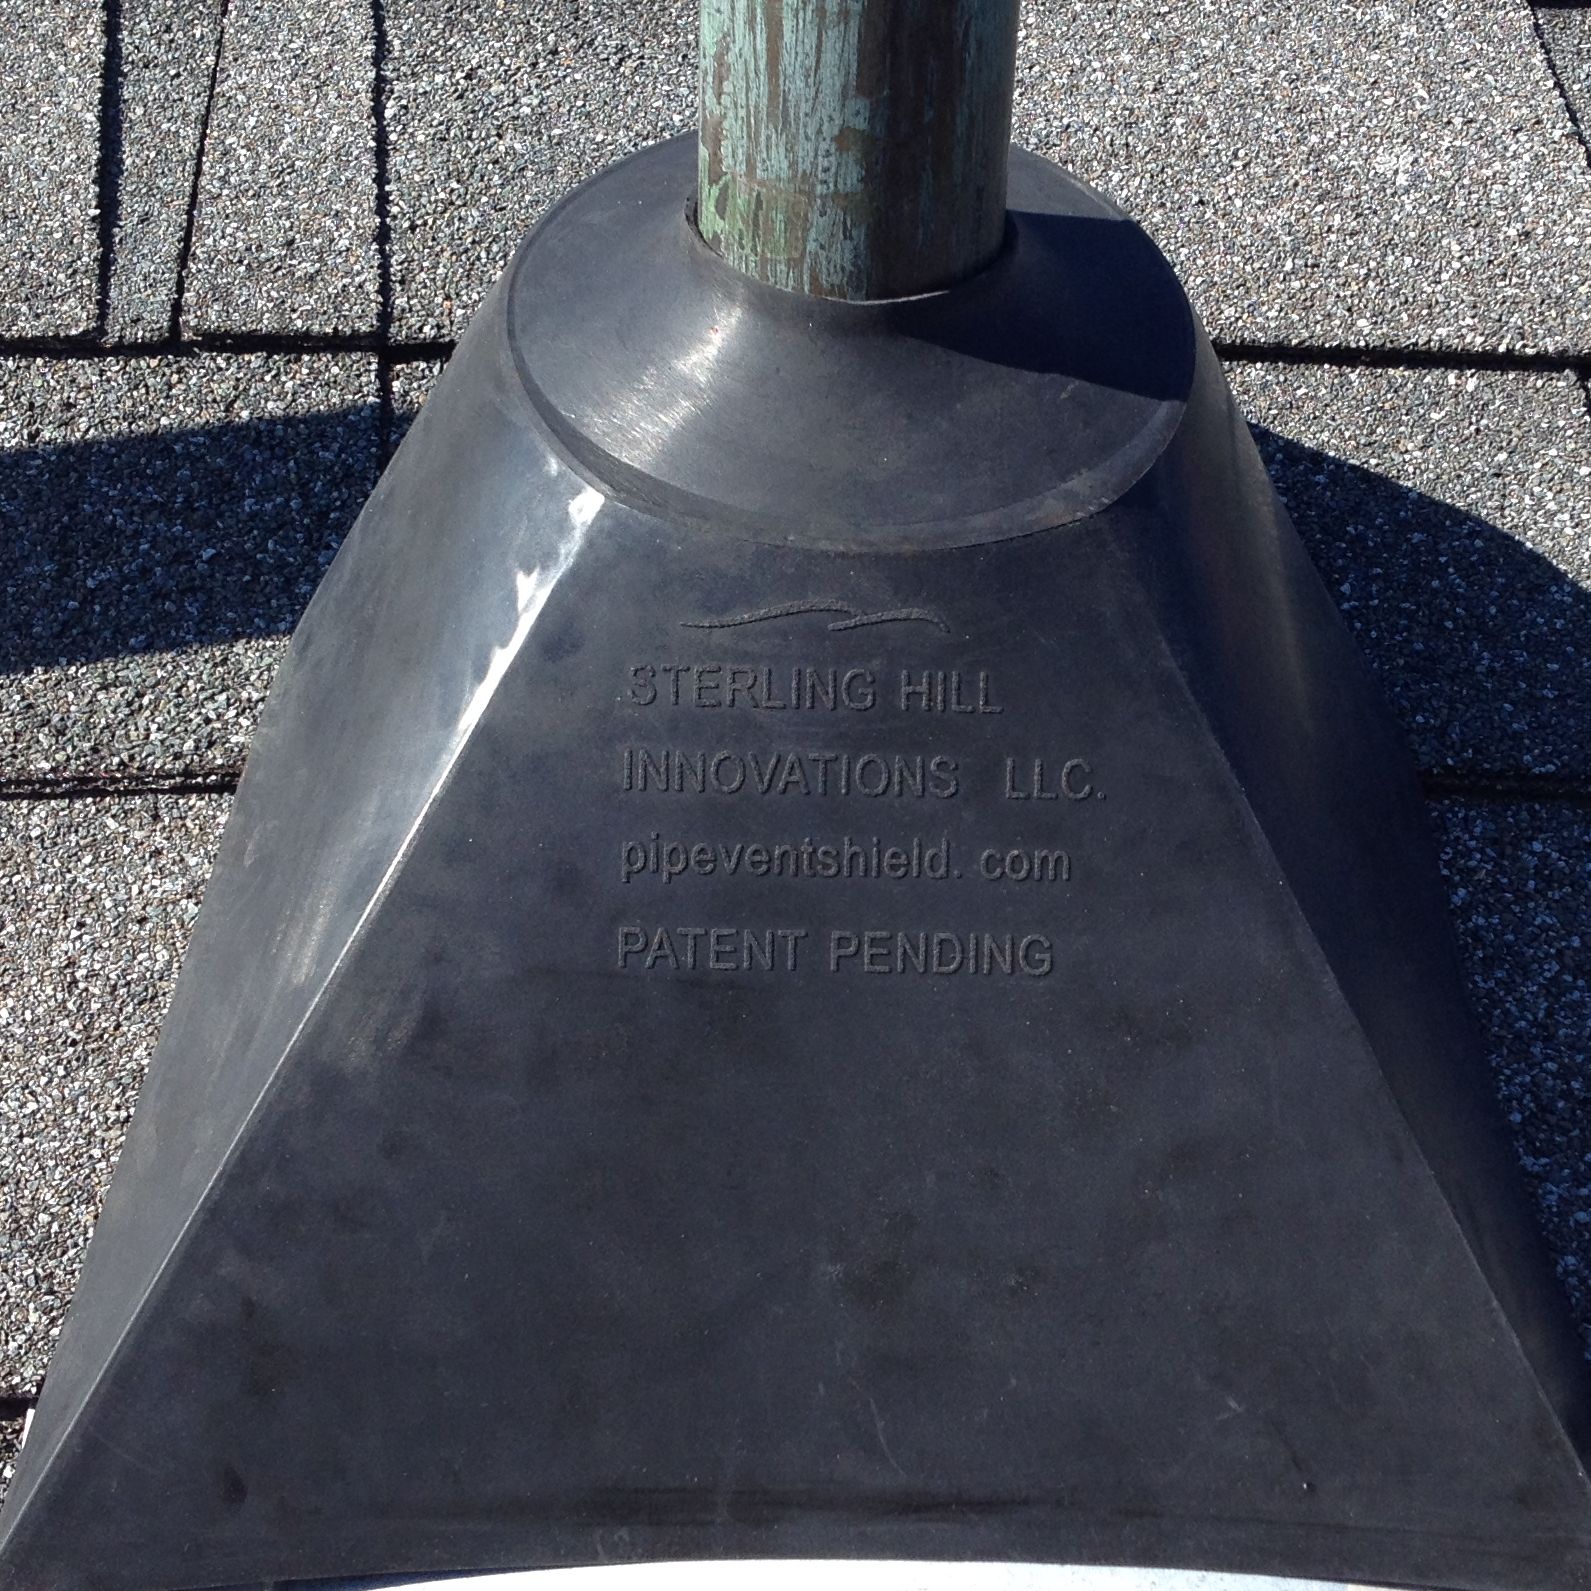 STERLING HILL
INNOVATIONS LLC.
pipeventshield. com
PATENT PENDING